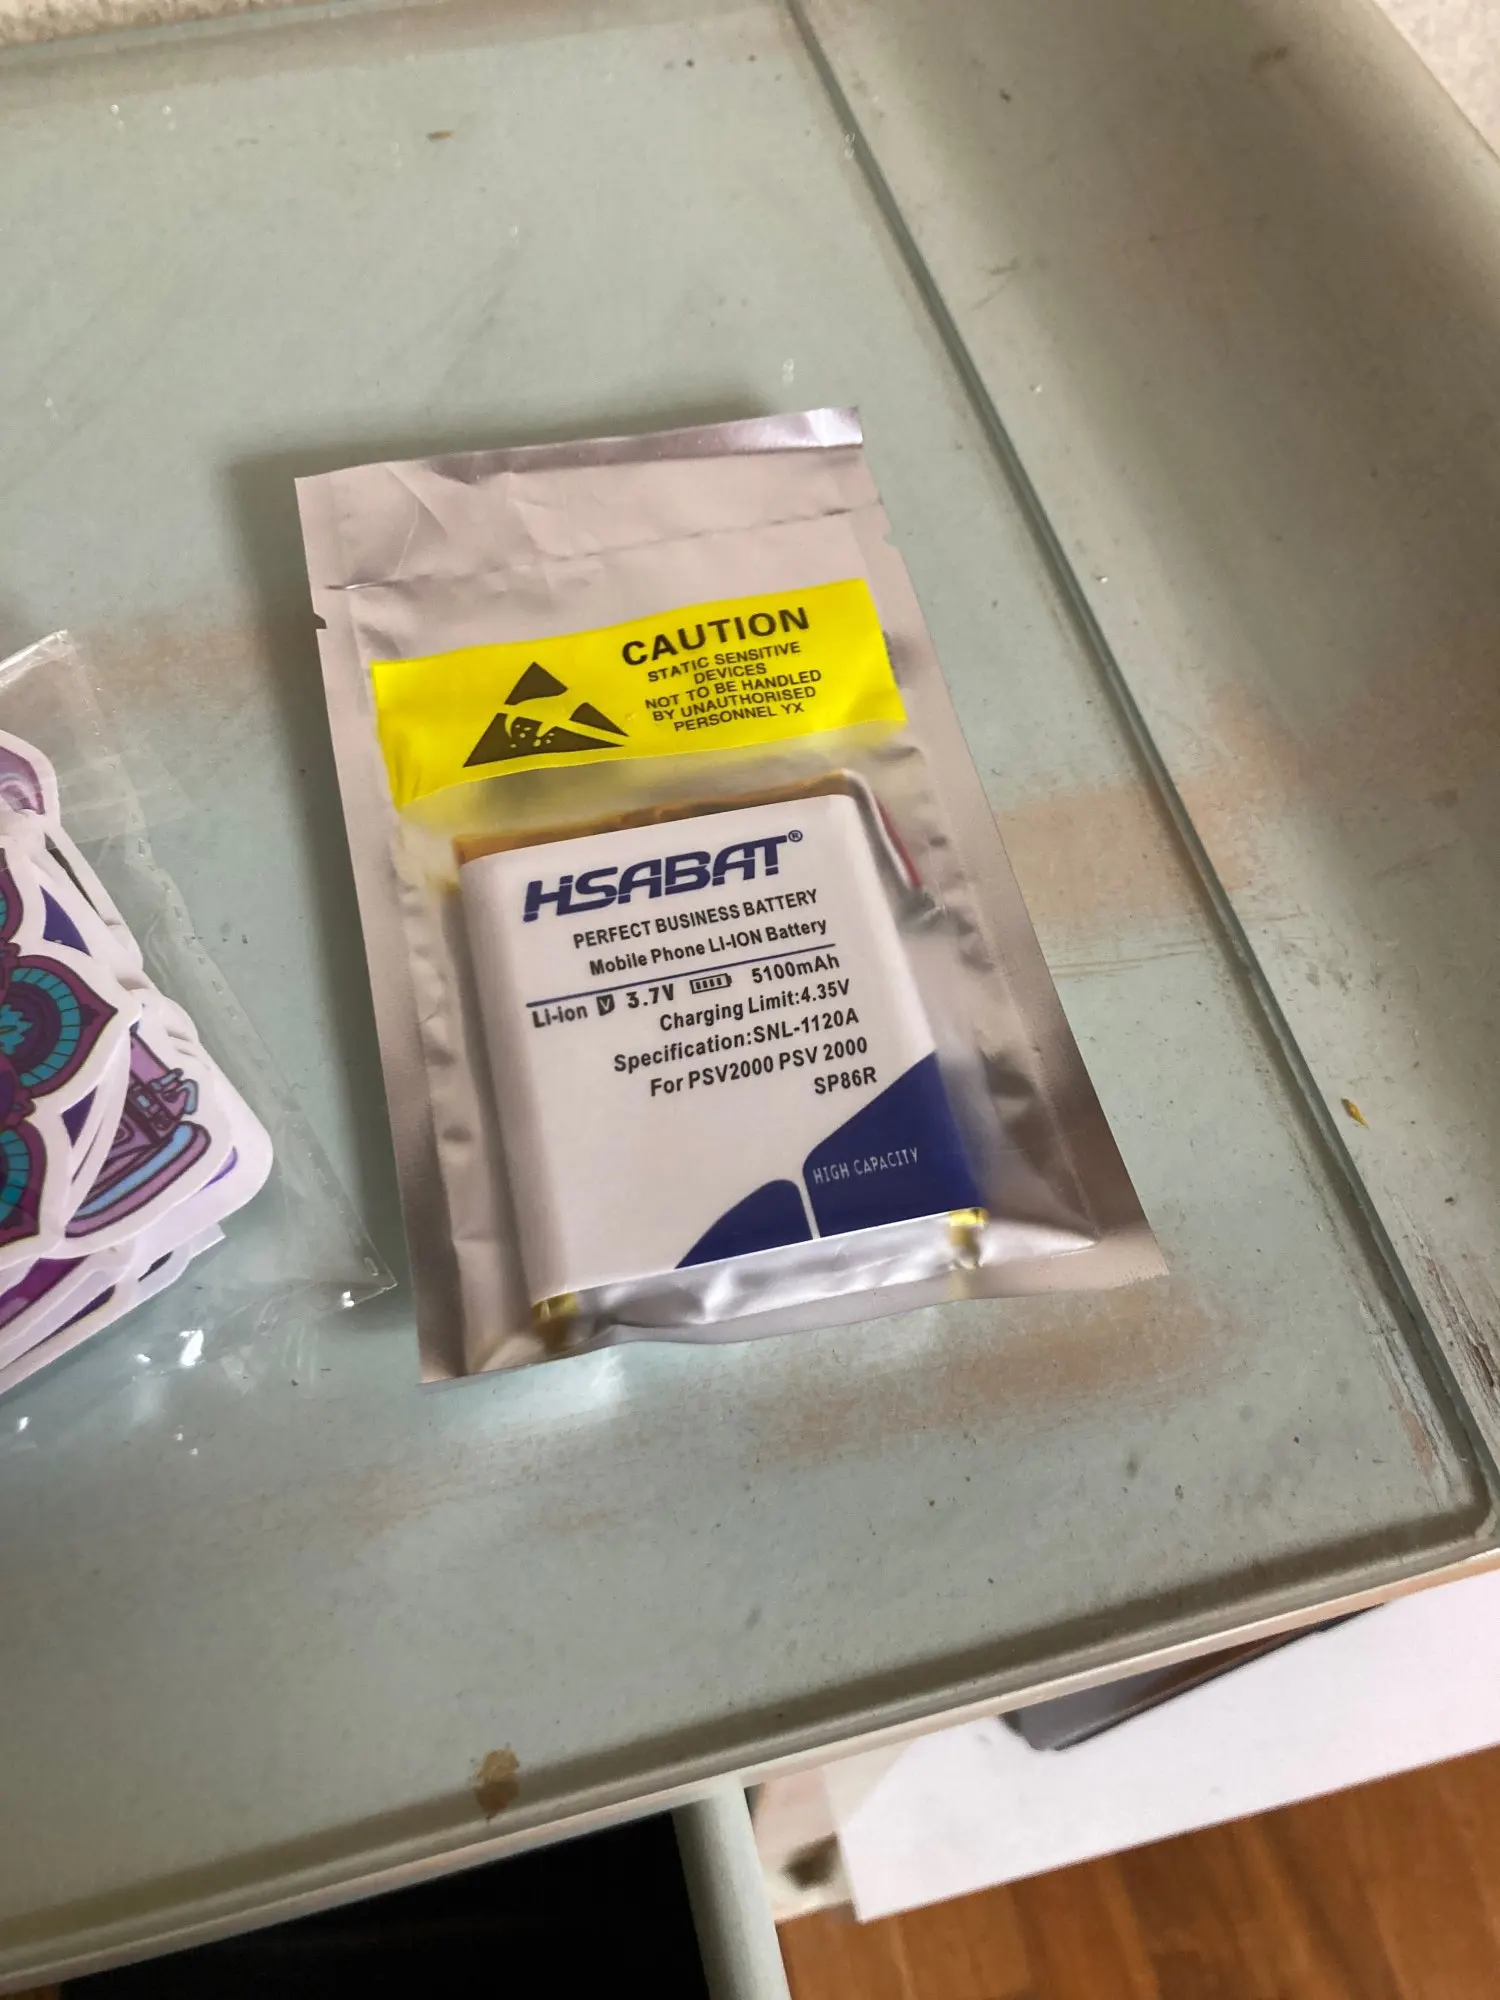 CAUTION
STATIC SENSITIVE
DEVICES
NOT TO BE HANDLED
BY UNAUTHORISED
PERSONNEL YX
HSABAT®
PERFECT BUSINESS BATTERY
Mobile Phone LI-ION Battery
Li-ion V 3.7V 5100mAh
Charging Limit:4.35V
Specification:SNL-1120A
For PSV2000 PSV 2000
SP86R
HIGH CAPACITY